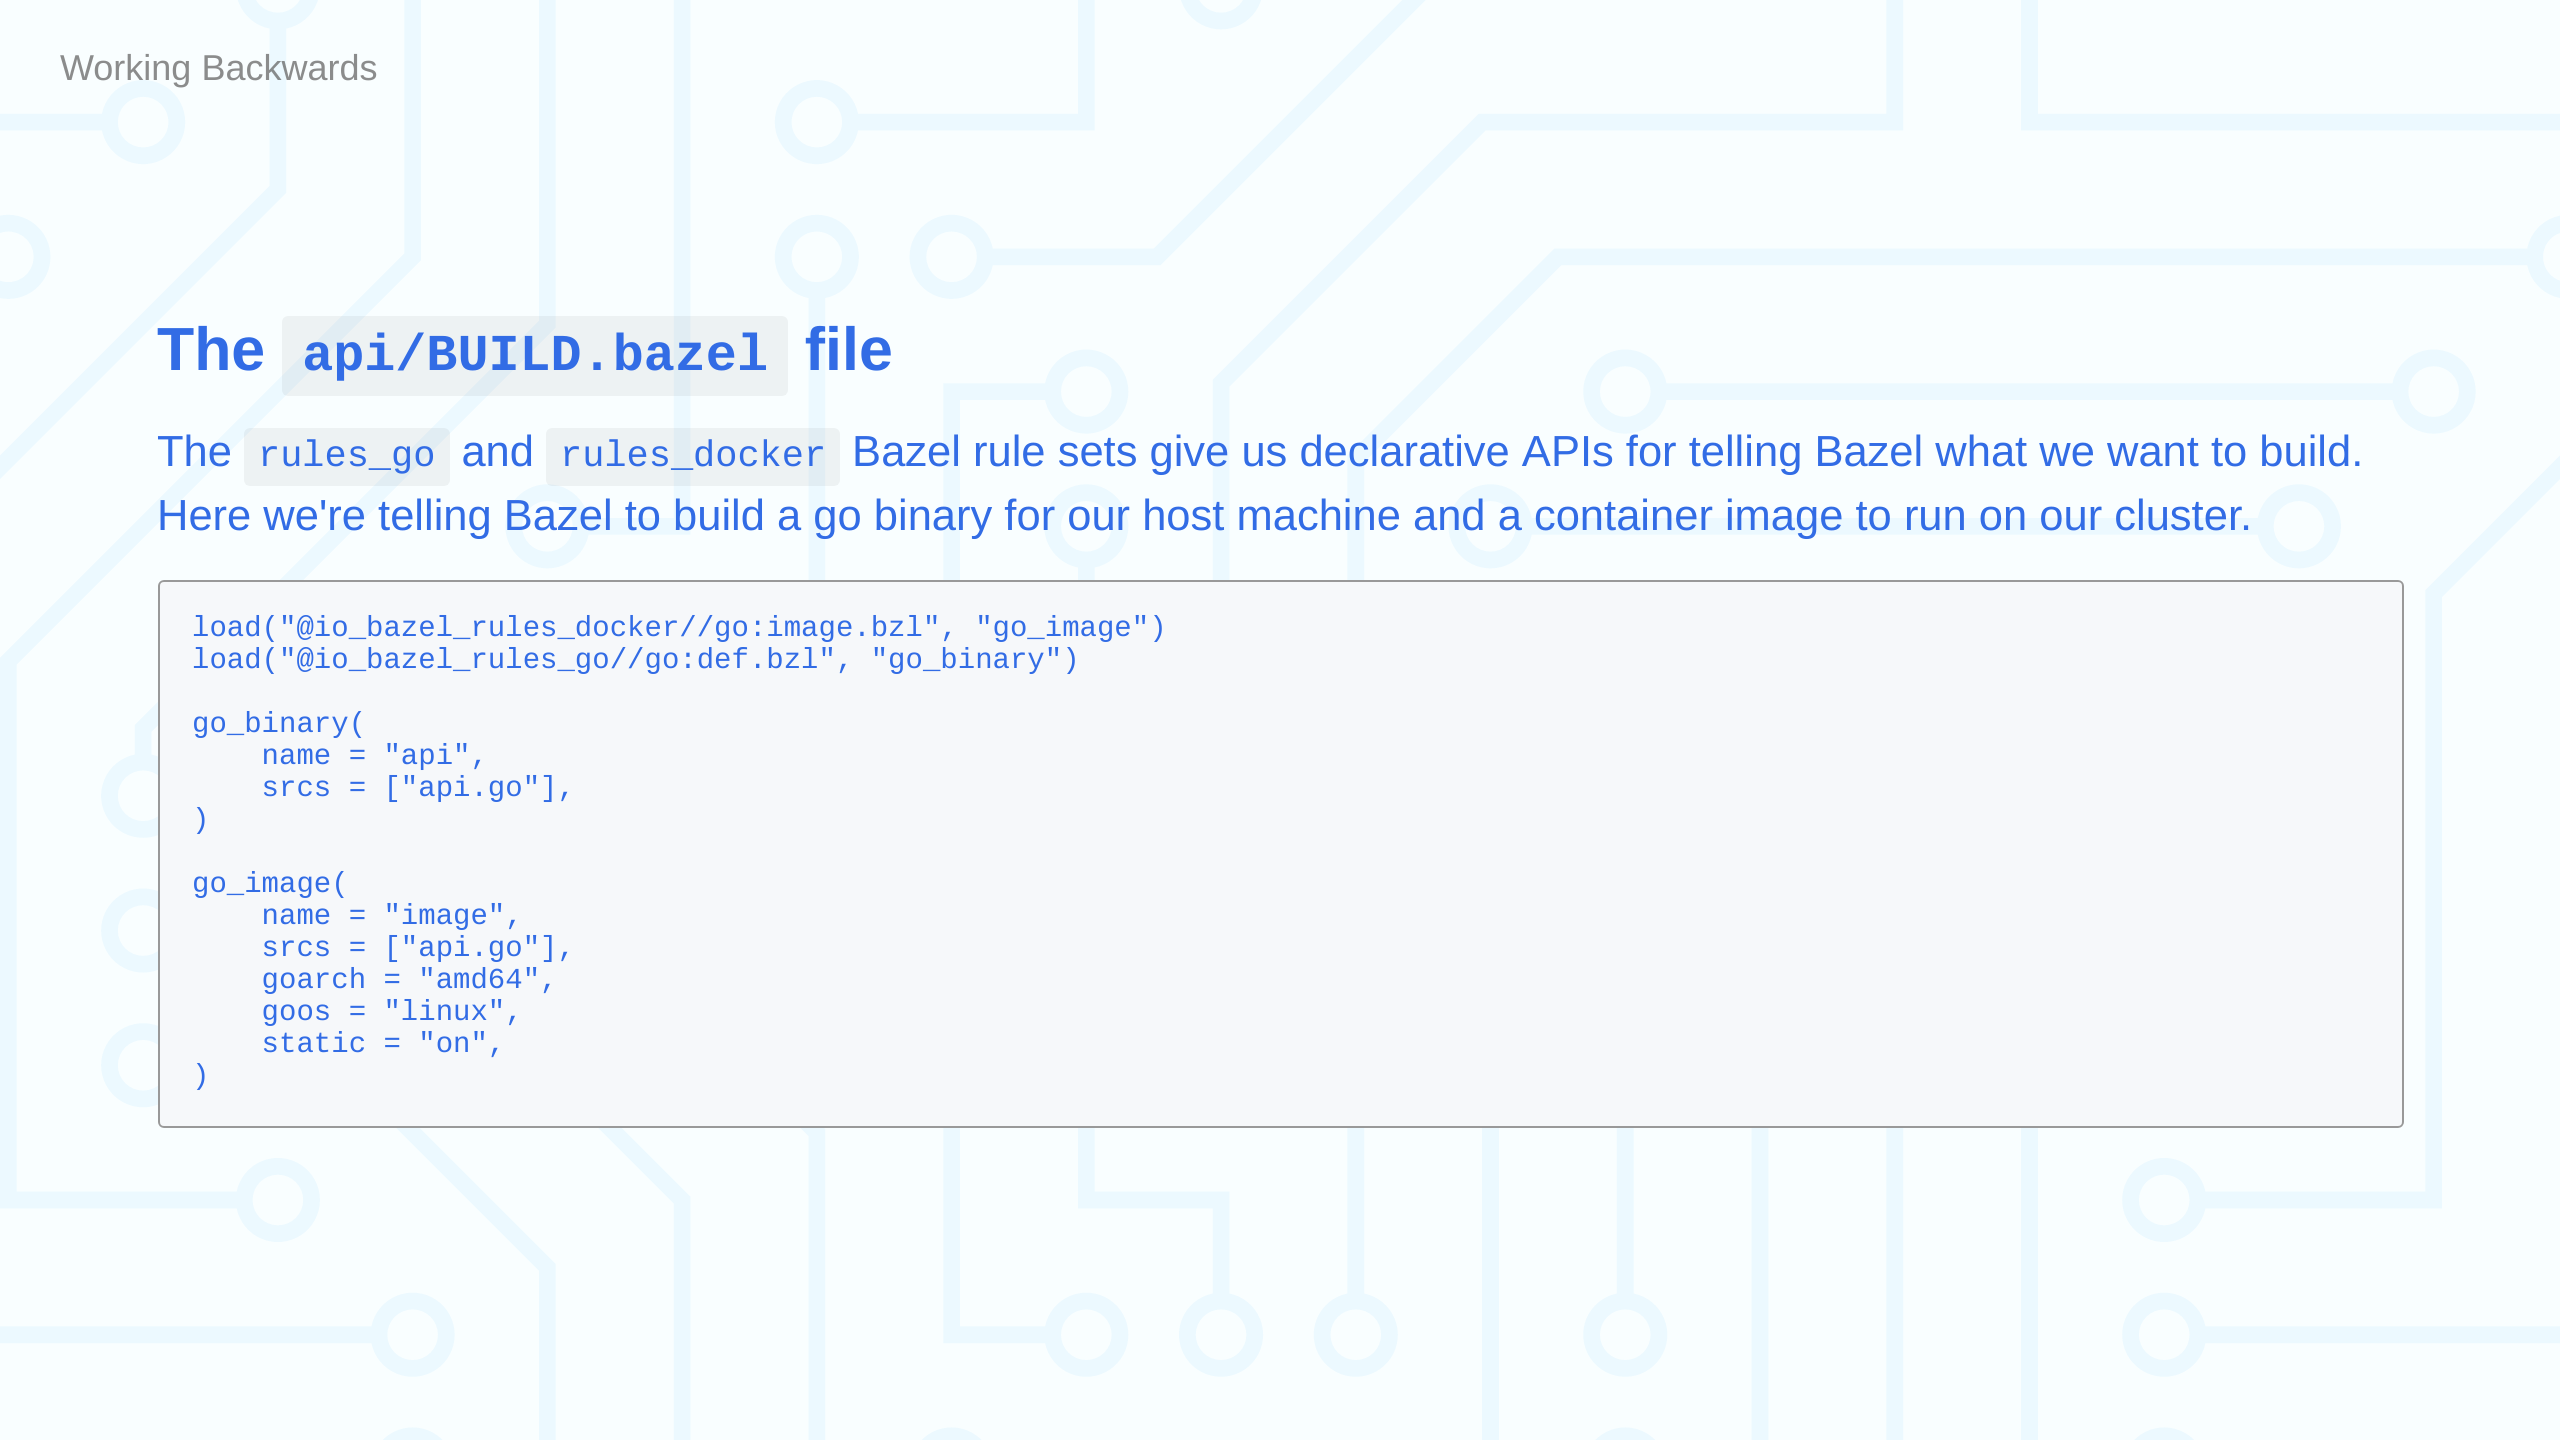 Working Backwards
The api/BUILD.bazel file
The rules_go and rules_docker Bazel rule sets give us declarative APIs for telling Bazel what we want to build.
Here we're telling Bazel to build a go binary for our host machine and a container image to run on our cluster.
load("@io_bazel_rules_docker//go:image.bzl", "go_image")
load("@io_bazel_rules_go//go:def.bzl", "go_binary")
go_binary(
    name = "api",
    srcs = ["api.go"],
)
go_image(
    name = "image",
    srcs = ["api.go"],
    goarch = "amd64",
    goos = "linux",
    static = "on",
)